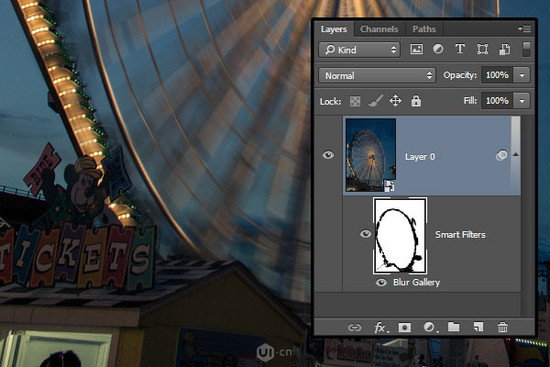 Layers Channels Paths
Kind
T
Normal Opacity: 100%
Lock: Fill: 100%
Layer 0
Smart Filters
Blur Gallery
fx
TICKETS
UI·cn